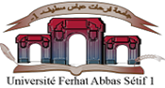 جامعة فرحات عباس سطيف 1
Université Ferhat Abbas Sétif 1